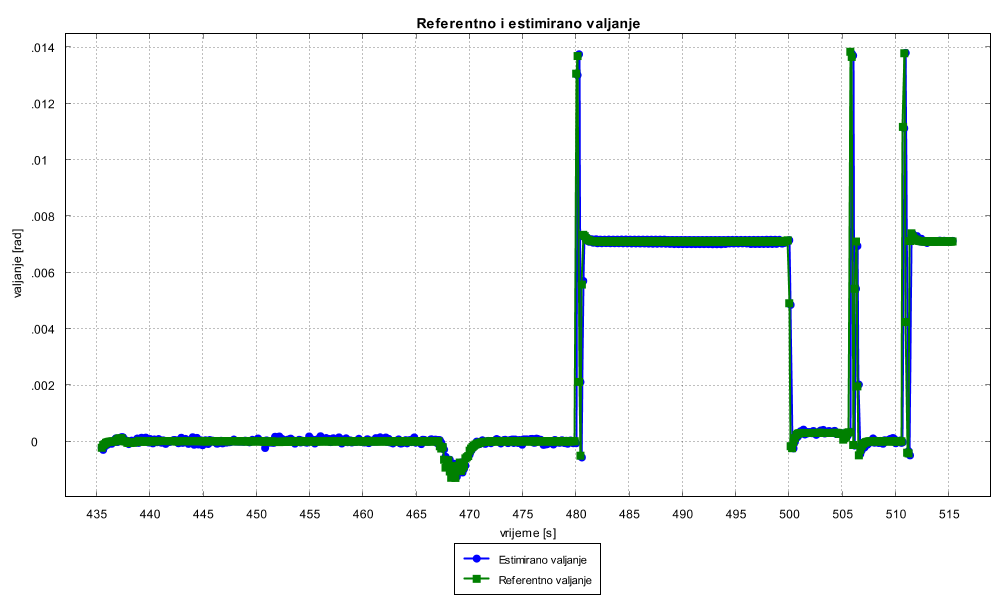 Referentno i estimirano valjanje
.014
.012
.01
.008
.006
.004
.002
0
valjanje [rad]
435 440 445 450 455 460 465 470 475 480 485 490 495 500 505 510 515
vrijeme [s]
Estimirano valjanje
Referentno valjanje